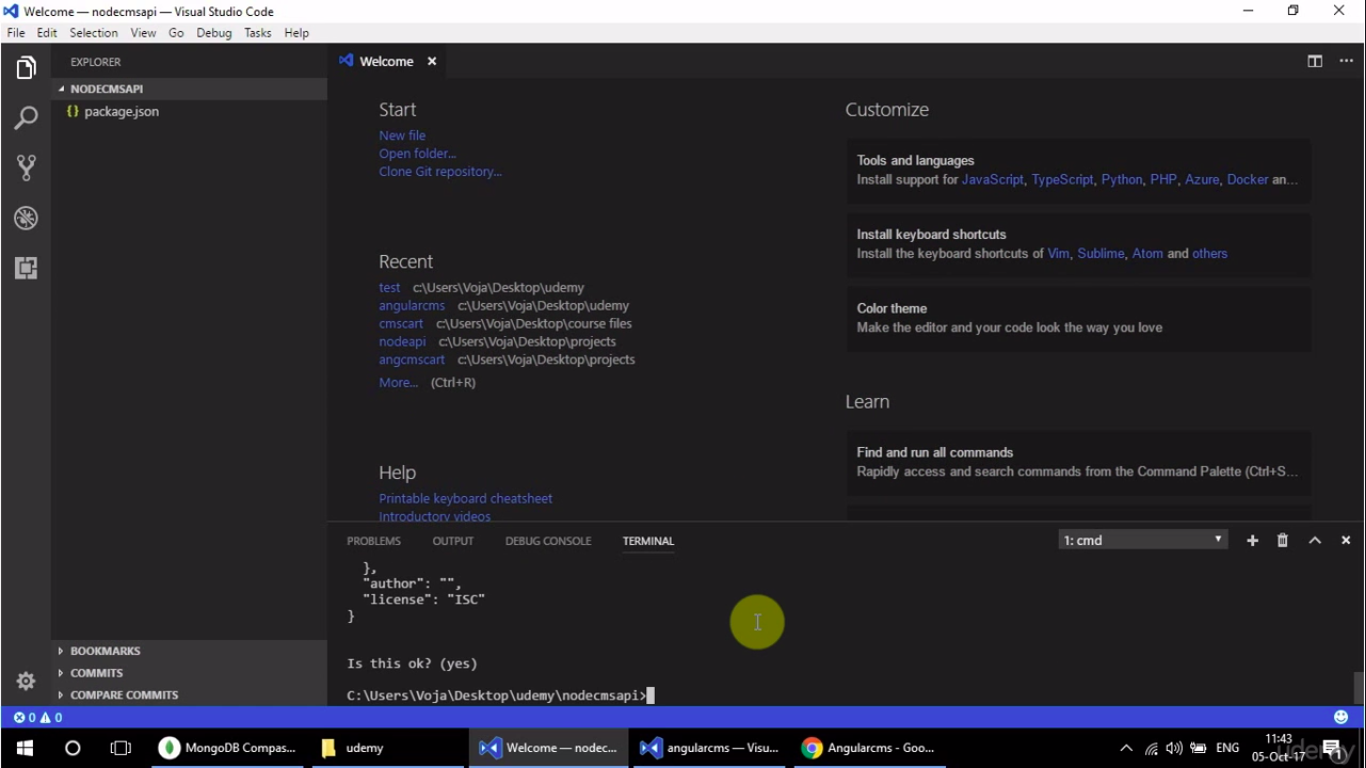 Welcome — nodecmsapi — Visual Studio Code
File Edit Selection View Go Debug Tasks Help
EXPLORER
NODECMSAPI
{} package.json
BOOKMARKS
COMMITS
COMPARE COMMITS
Welcome
Start
New file
Open folder...
Clone Git repository...
Recent
test c:\Users\Voja\Desktop\udemy
angularcms c:\Users\Voja\Desktop\udemy
cmscart c:\Users\Voja\Desktop\course files
nodeapi c:\Users\Voja\Desktop\projects
angcmscart c:\Users\Voja\Desktop\projects
More... (Ctrl+R)
Help
Printable keyboard cheatsheet
Introductory videos
Customize
Tools and languages
Install support for JavaScript, TypeScript, Python, PHP, Azure, Docker an...
Install keyboard shortcuts
Install the keyboard shortcuts of Vim, Sublime, Atom and others
Color theme
Make the editor and your code look the way you love
Learn
Find and run all commands
Rapidly access and search commands from the Command Palette (Ctrl+S...
PROBLEMS OUTPUT DEBUG CONSOLE TERMINAL 1: cmd
},
"author": "",
"license": "ISC"
}
Is this ok? (yes)
C:\Users\Voja\Desktop\udemy\nodecmsapi>
0 0
MongoDB Compas... udemy Welcome — nodec... angularcms — Visu... Angularcms - Goo... ENG
11:43
05-Oct-17
1
udemy